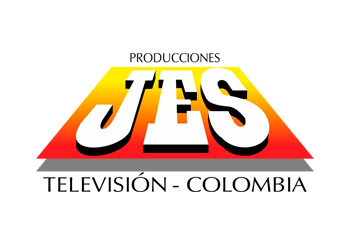 PRODUCCIONES
JES
TELEVISIÓN - COLOMBIA